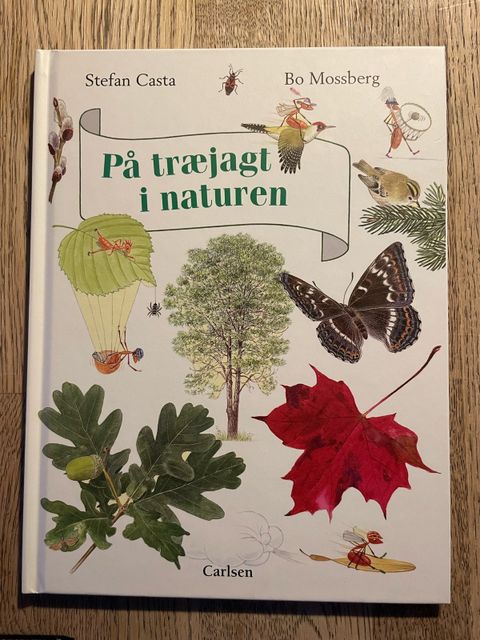 Stefan Casta
Bo Mossberg
På træjagt
i naturen
Carlsen